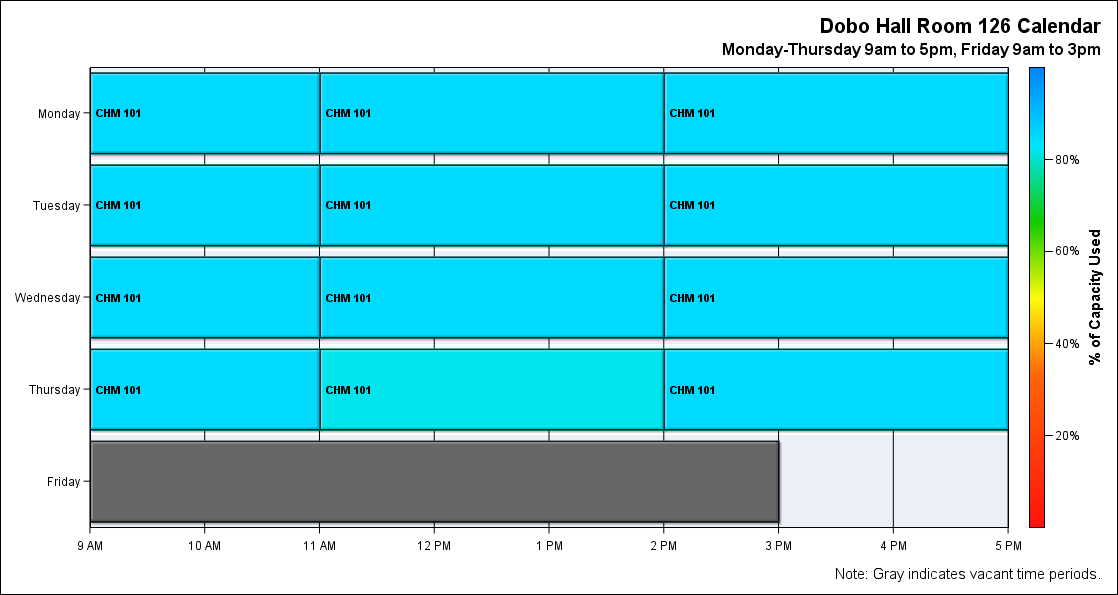 Dobo Hall Room 126 Calendar
Monday-Thursday 9am to 5pm, Friday 9am to 3pm
Monday CHM 101 CHM 101 CHM 101
Tuesday CHM 101 CHM 101 CHM 101
Wednesday CHM 101 CHM 101 CHM 101
Thursday CHM 101 CHM 101 CHM 101
Friday
9 AM 10 AM 11 AM 12 PM 1 PM 2 PM 3 PM 4 PM 5 PM
80%
60%
40%
20%
% of Capacity Used
Note: Gray indicates vacant time periods.